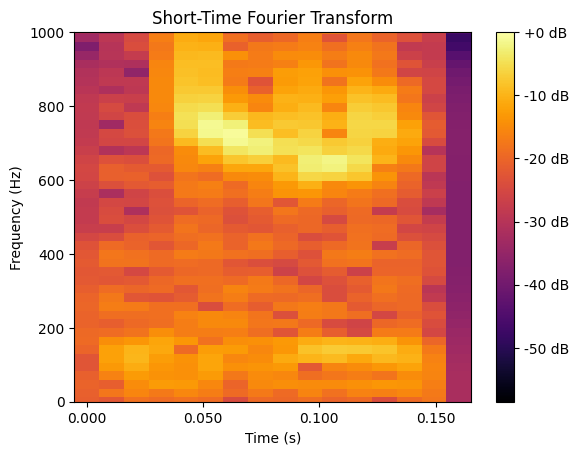 Short-Time Fourier Transform
1000
800
600
400
200
0
Frequency (Hz)
0.000
0.050
0.100
0.150
Time (s)
+0 dB
-10 dB
-20 dB
-30 dB
-40 dB
-50 dB